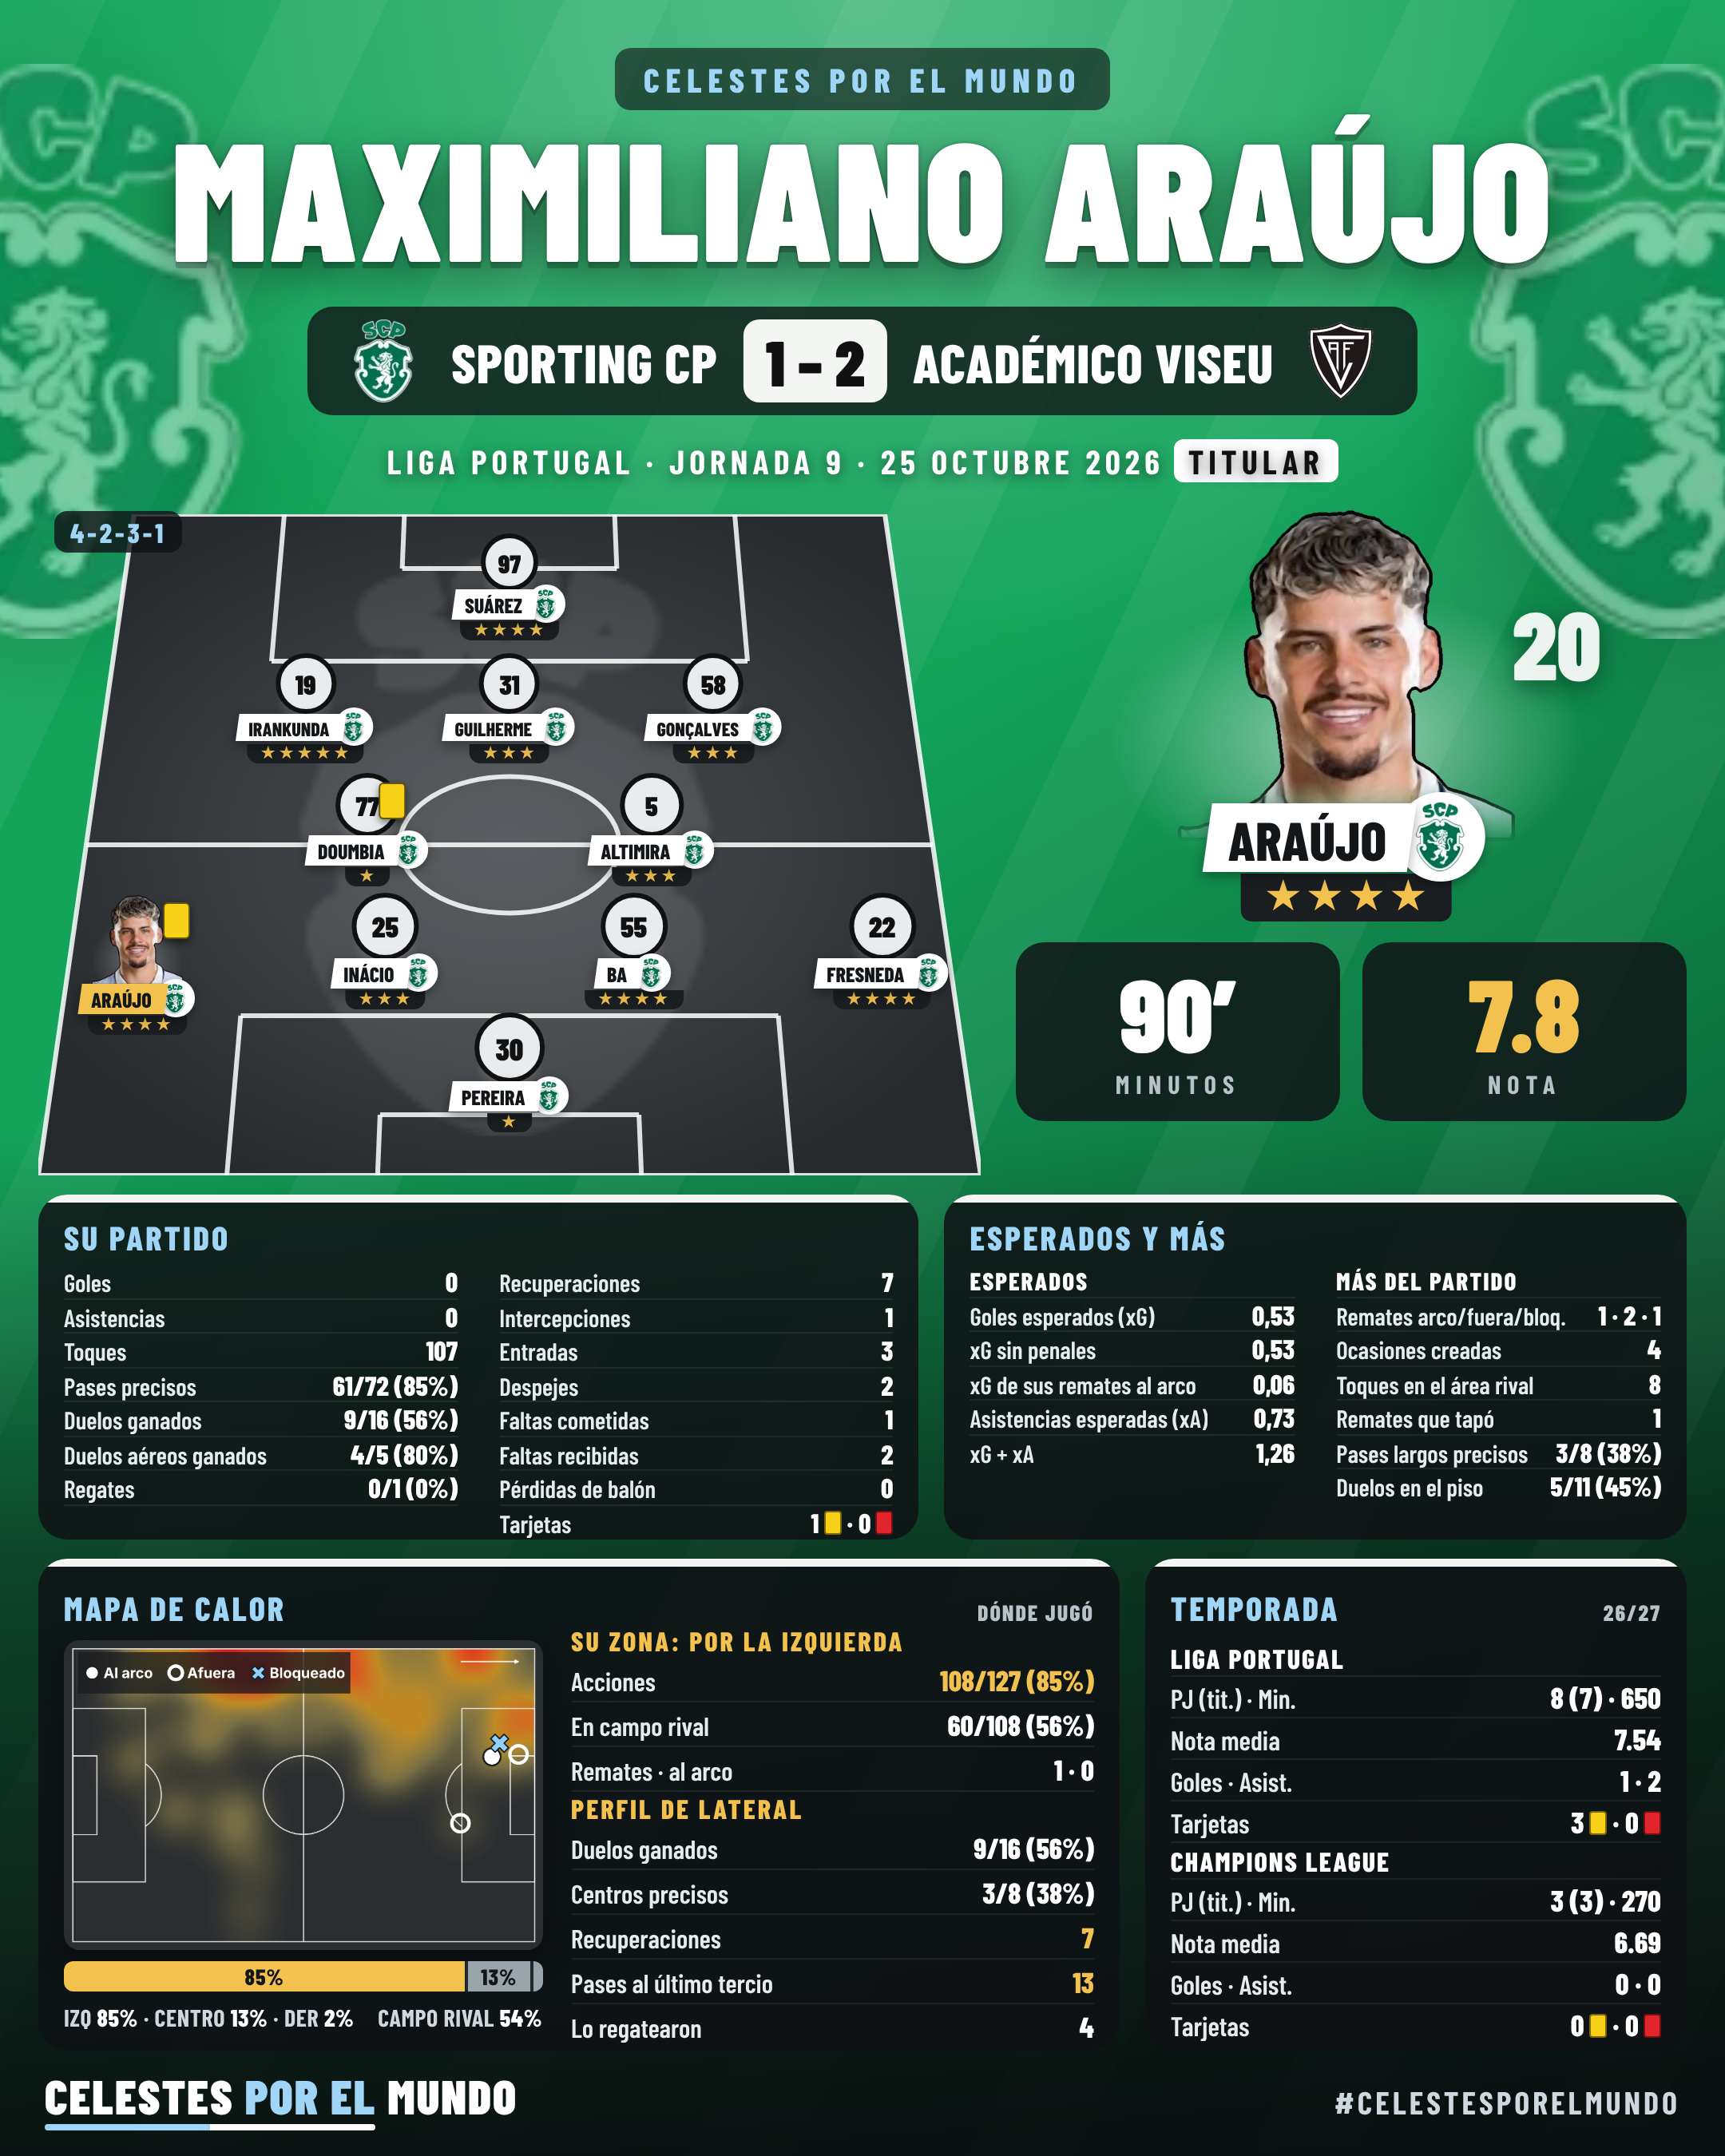 CELESTES POR EL MUNDO
MAXIMILIANO ARAÚJO
SPORTING CP 1 - 2 ACADÉMICO VISEU
LIGA PORTUGAL · JORNADA 9 · 25 OCTUBRE 2026 TITULAR
4-2-3-1
97
SUÁREZ
19
IRANKUNDA
31
GUILHERME
58
GONÇALVES
77
DOUMBIA
5
ALTIMIRA
ARAÚJO
25
INÁCIO
55
BA
22
FRESNEDA
30
PEREIRA
20
ARAÚJO
SCP
90’
MINUTOS
7.8
NOTA
SU PARTIDO
Goles 0
Asistencias 0
Toques 107
Pases precisos 61/72 (85%)
Duelos ganados 9/16 (56%)
Duelos aéreos ganados 4/5 (80%)
Regates 0/1 (0%)
Recuperaciones 7
Intercepciones 1
Entradas 3
Despejes 2
Faltas cometidas 1
Faltas recibidas 2
Pérdidas de balón 0
Tarjetas 1 · 0
ESPERADOS Y MÁS
ESPERADOS
Goles esperados (xG) 0,53
xG sin penales 0,53
xG de sus remates al arco 0,06
Asistencias esperadas (xA) 0,73
xG + xA 1,26
MÁS DEL PARTIDO
Remates arco/fuera/bloq. 1 · 2 · 1
Ocasiones creadas 4
Toques en el área rival 8
Remates que tapó 1
Pases largos precisos 3/8 (38%)
Duelos en el piso 5/11 (45%)
MAPA DE CALOR
DÓNDE JUGÓ
Al arco Afuera Bloqueado
85% 13%
IZQ 85% · CENTRO 13% · DER 2% CAMPO RIVAL 54%
SU ZONA: POR LA IZQUIERDA
Acciones 108/127 (85%)
En campo rival 60/108 (56%)
Remates · al arco 1 · 0
PERFIL DE LATERAL
Duelos ganados 9/16 (56%)
Centros precisos 3/8 (38%)
Recuperaciones 7
Pases al último tercio 13
Lo regatearon 4
TEMPORADA 26/27
LIGA PORTUGAL
PJ (tit.) · Min. 8 (7) · 650
Nota media 7.54
Goles · Asist. 1 · 2
Tarjetas 3 · 0
CHAMPIONS LEAGUE
PJ (tit.) · Min. 3 (3) · 270
Nota media 6.69
Goles · Asist. 0 · 0
Tarjetas 0 · 0
CELESTES POR EL MUNDO
#CELESTESPORELMUNDO